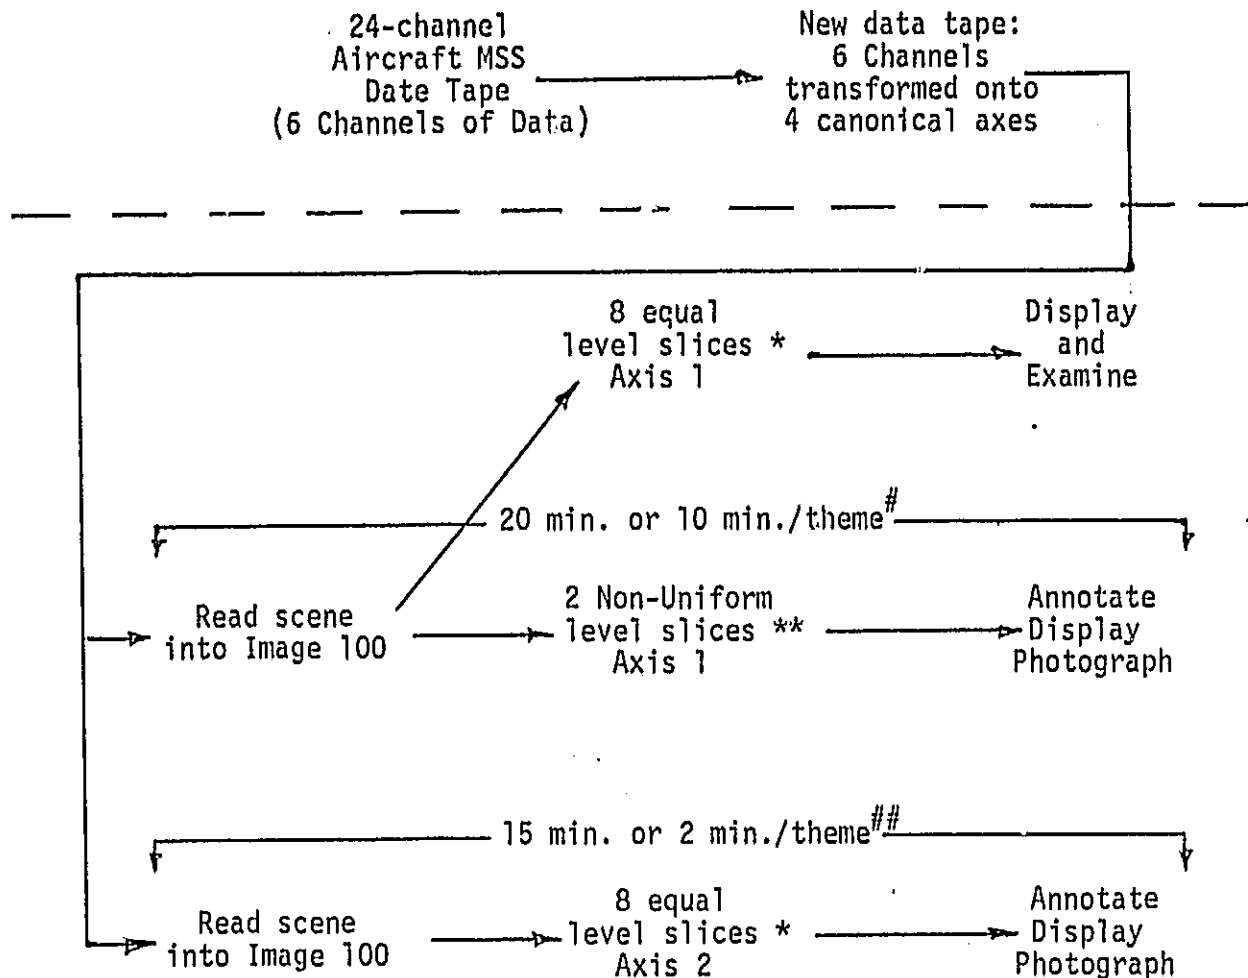 24-channel
Aircraft MSS
Date Tape
(6 Channels of Data)
New data tape:
6 Channels
transformed onto
4 canonical axes
8 equal
level slices *
Axis 1
Display
and
Examine
20 min. or 10 min./theme#
Read scene
into Image 100
2 Non-Uniform
level slices **
Axis 1
Annotate
Display
Photograph
15 min. or 2 min./theme##
Read scene
into Image 100
8 equal
level slices *
Axis 2
Annotate
Display
Photograph